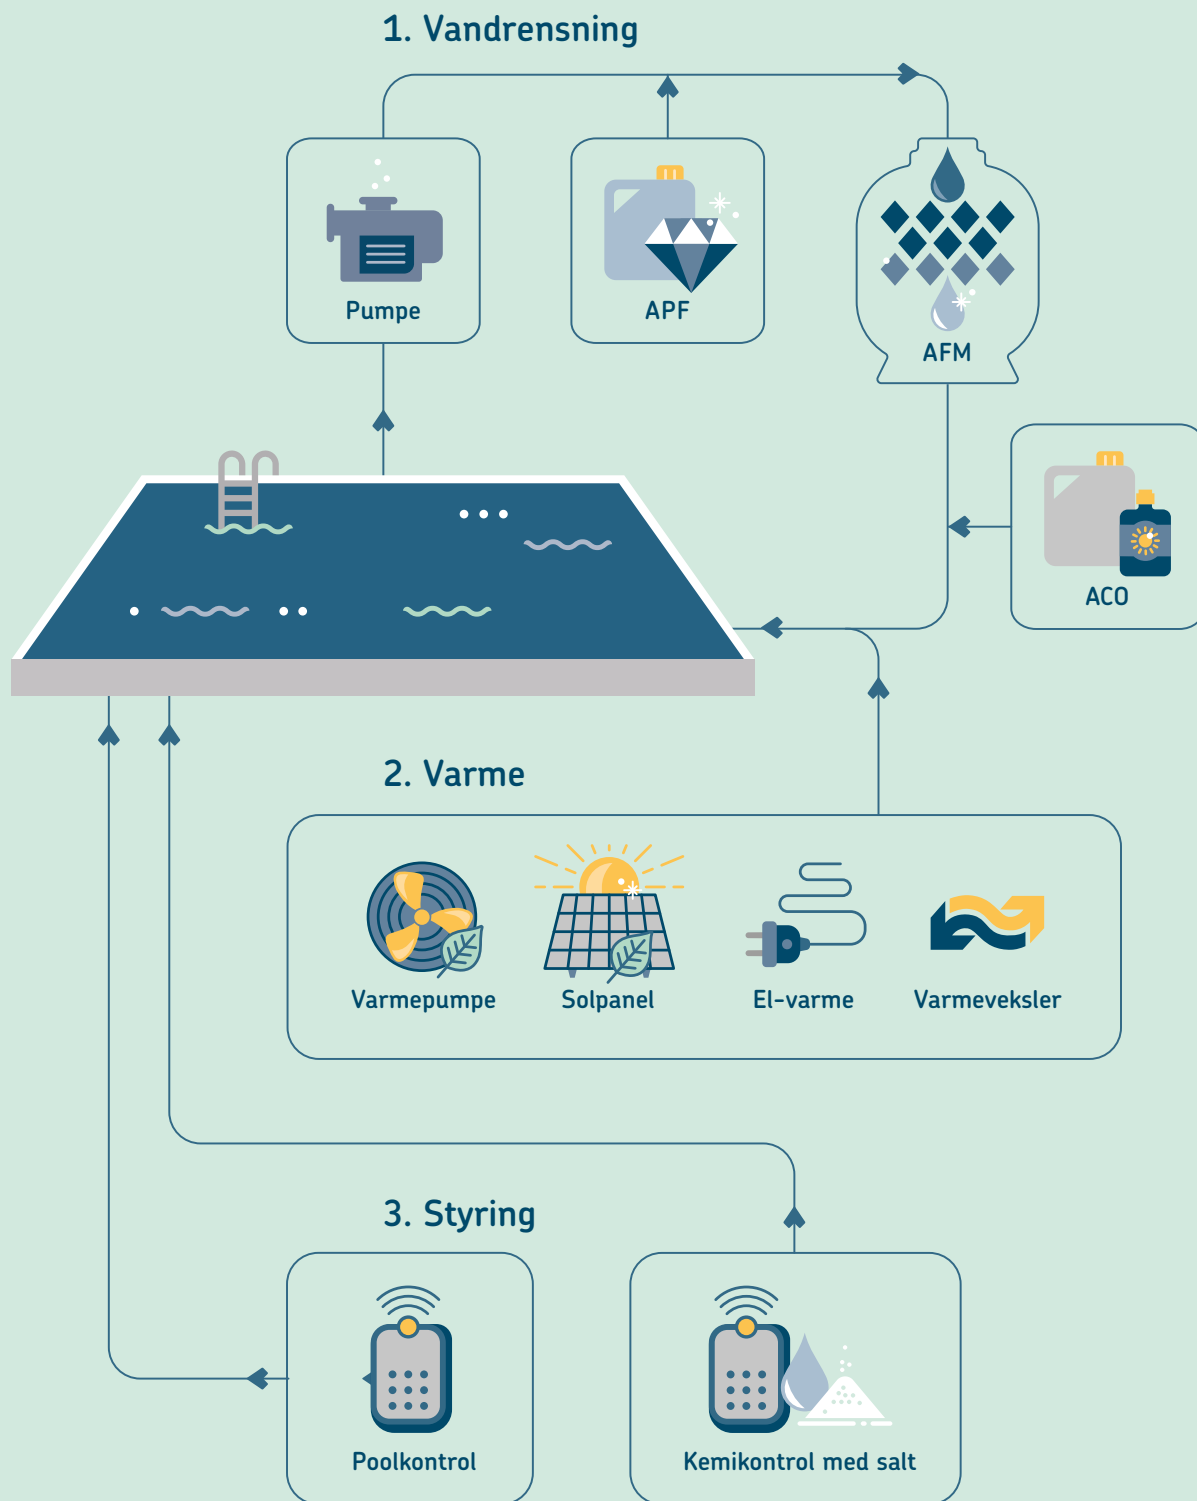 1. Vandrensning
Pumpe
APF
AFM
ACO
2. Varme
Varmepumpe
Solpanel
El-varme
Varmeveksler
3. Styring
Poolkontrol
Kemikontrol med salt